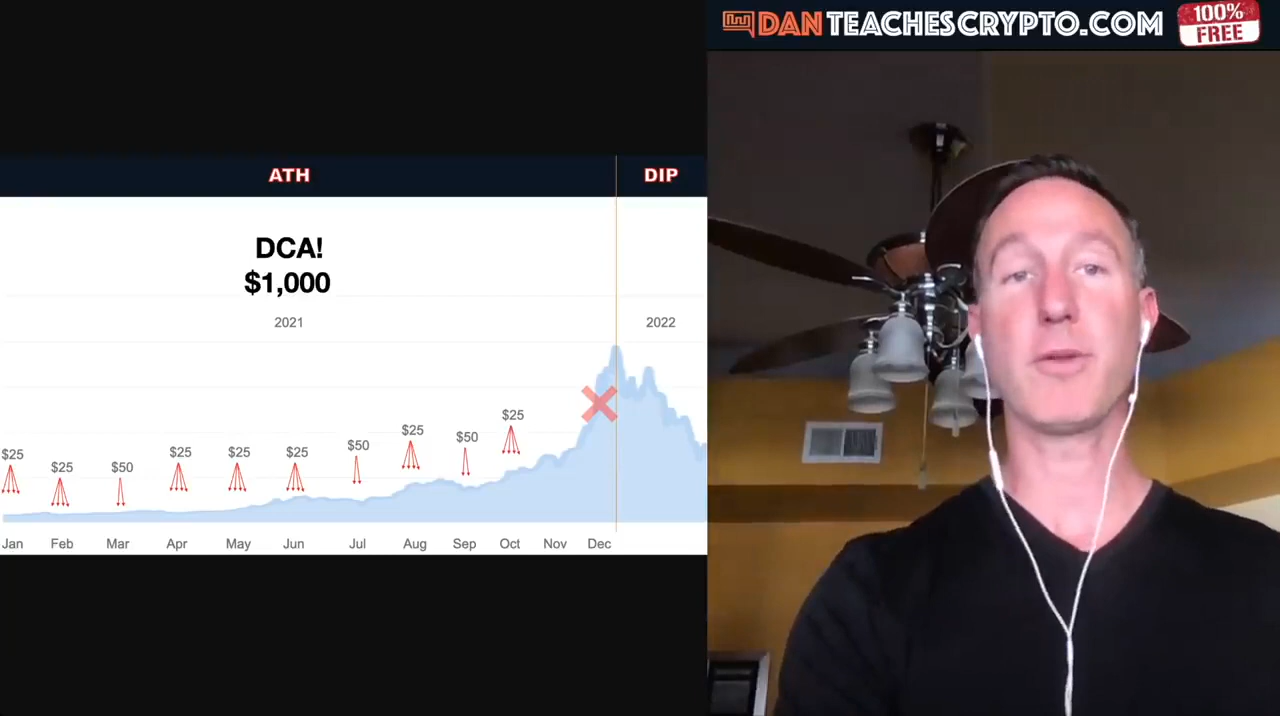 DANTEACHESCRYPTO.COM
100%
FREE
ATH
DIP
DCA!
$1,000
2021
2022
$25
$25
$50
$25
$25
$25
$50
$25
$50
$25
Jan Feb Mar Apr May Jun Jul Aug Sep Oct Nov Dec